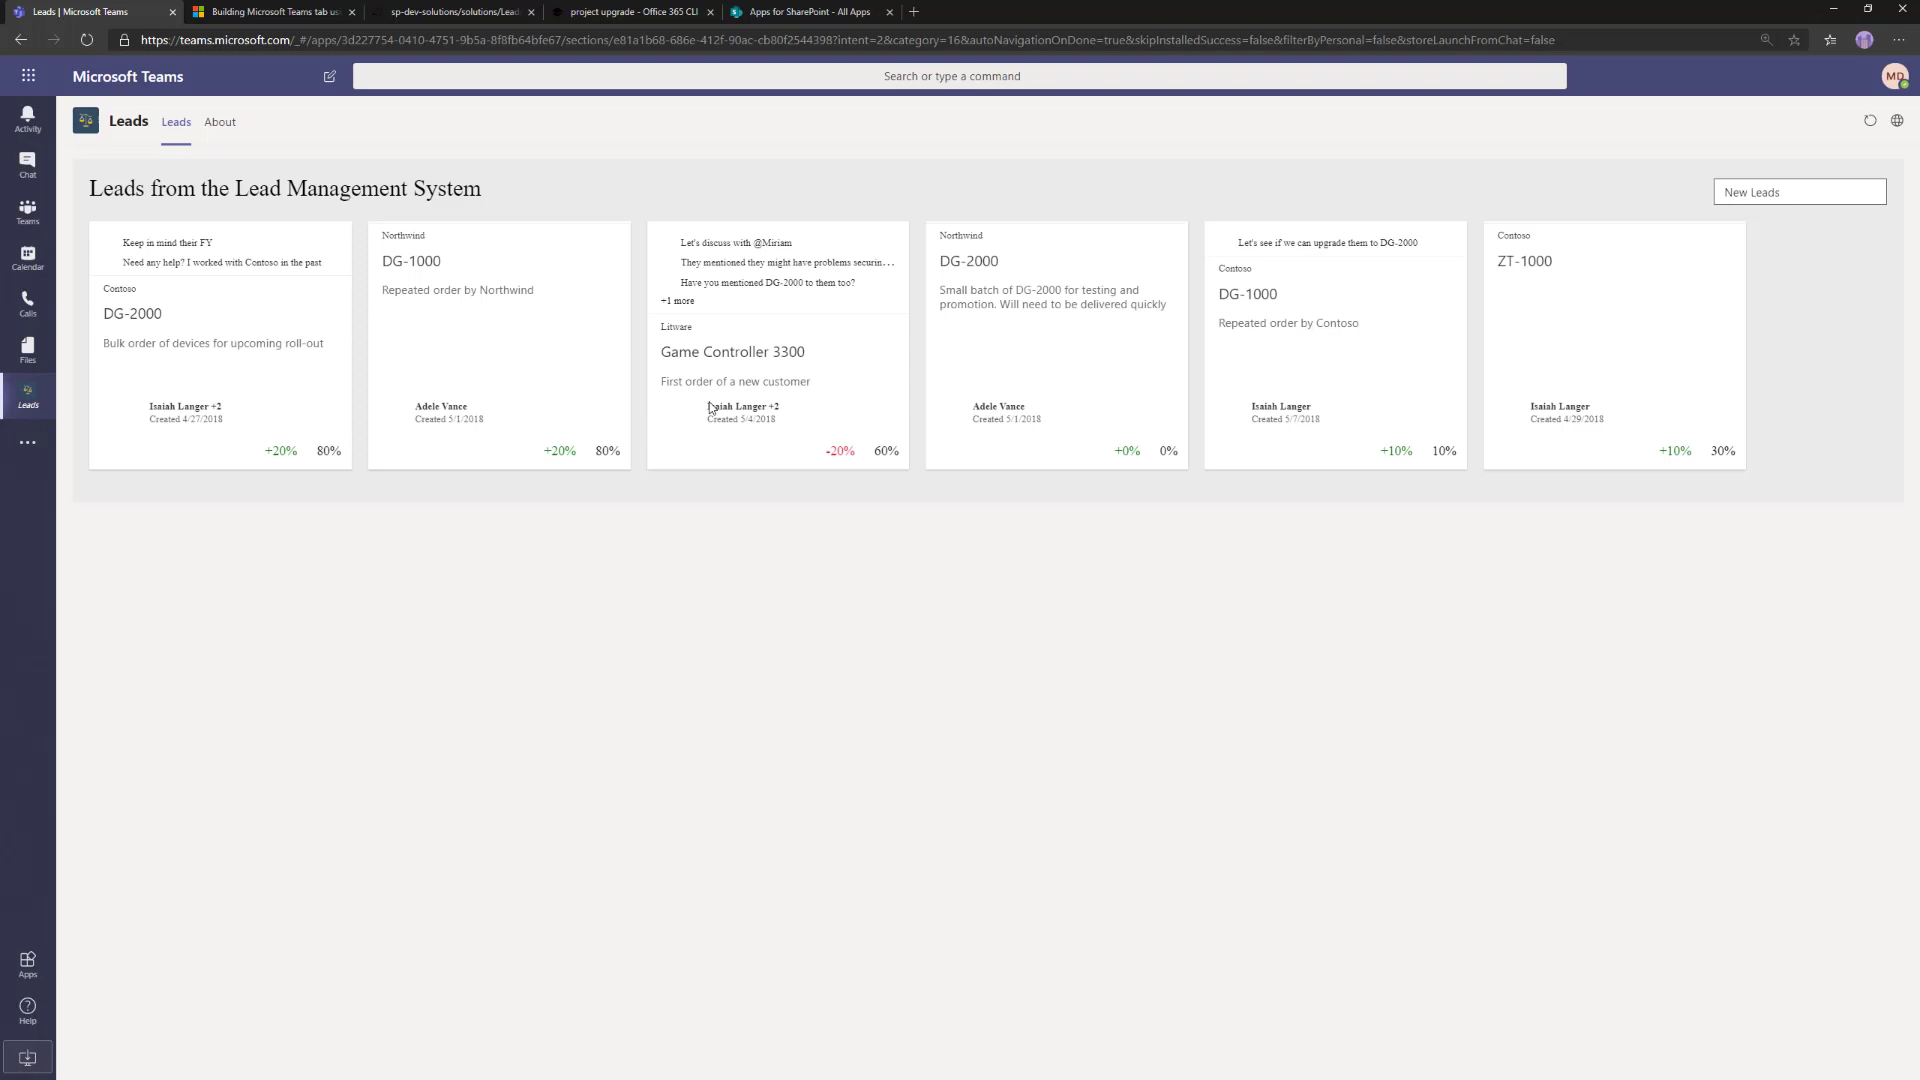 Leads | Microsoft Teams
Building Microsoft Teams tab us
sp-dev-solutions/solutions/Lead
project upgrade - Office 365 CLI
Apps for SharePoint - All Apps
https://teams.microsoft.com/_#/apps/3d227754-0410-4751-9b5a-8f8fb64bfe67/sections/e81a1b68-686e-412f-90ac-cb80f2544398?intent=2&category=16&autoNavigationOnDone=true&skipInstalledSuccess=false&filterByPersonal=false&storeLaunchFromChat=false
Microsoft Teams
Search or type a command
MD
Activity
Chat
Teams
Calendar
Calls
Files
Leads
Apps
Help
Leads
Leads
About
Leads from the Lead Management System
New Leads
Keep in mind their FY
Need any help? I worked with Contoso in the past
Contoso
DG-2000
Bulk order of devices for upcoming roll-out
Isaiah Langer +2
Created 4/27/2018
+20% 80%
Northwind
DG-1000
Repeated order by Northwind
Adele Vance
Created 5/1/2018
+20% 80%
Let's discuss with @Miriam
They mentioned they might have problems securin...
Have you mentioned DG-2000 to them too?
+1 more
Litware
Game Controller 3300
First order of a new customer
Isaiah Langer +2
Created 5/4/2018
-20% 60%
Northwind
DG-2000
Small batch of DG-2000 for testing and
promotion. Will need to be delivered quickly
Adele Vance
Created 5/1/2018
+0% 0%
Let's see if we can upgrade them to DG-2000
Contoso
DG-1000
Repeated order by Contoso
Isaiah Langer
Created 5/7/2018
+10% 10%
Contoso
ZT-1000
Isaiah Langer
Created 4/29/2018
+10% 30%